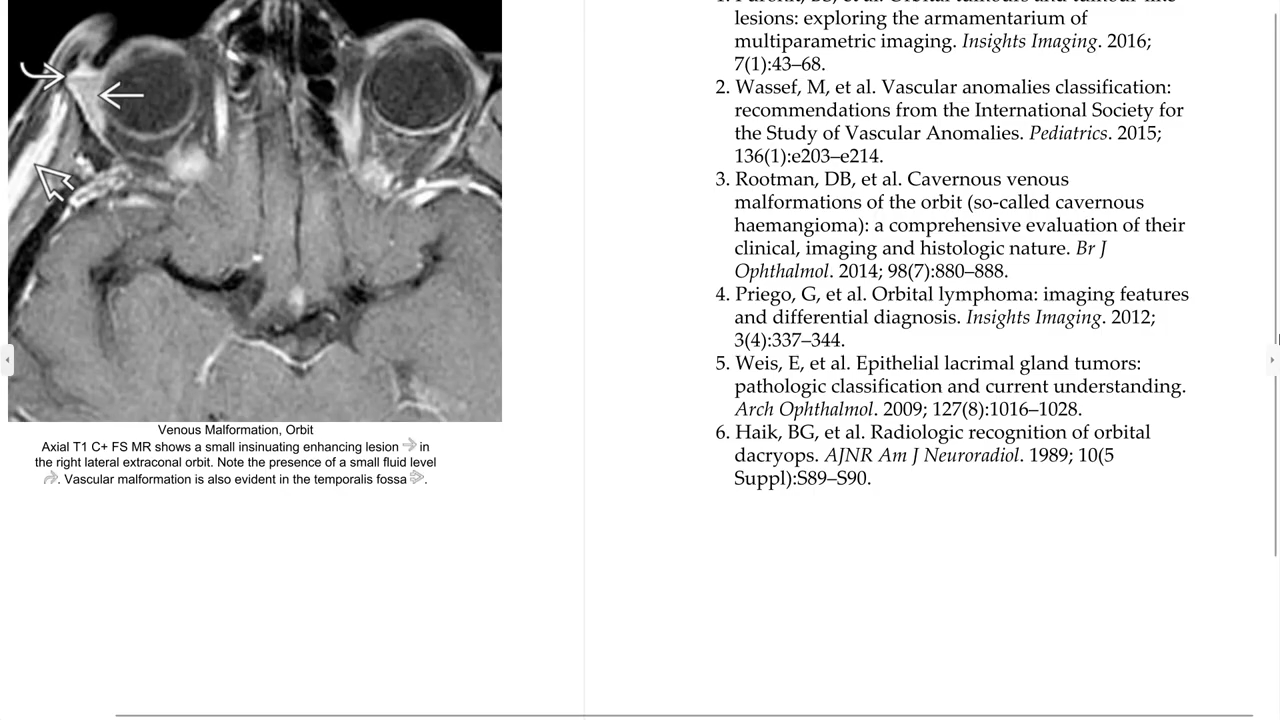 Venous Malformation, Orbit
Axial T1 C+ FS MR shows a small insinuating enhancing lesion in
the right lateral extraconal orbit. Note the presence of a small fluid level
. Vascular malformation is also evident in the temporalis fossa .
lesions: exploring the armamentarium of
multiparametric imaging. Insights Imaging. 2016;
7(1):43–68.
2. Wassef, M, et al. Vascular anomalies classification:
recommendations from the International Society for
the Study of Vascular Anomalies. Pediatrics. 2015;
136(1):e203–e214.
3. Rootman, DB, et al. Cavernous venous
malformations of the orbit (so-called cavernous
haemangioma): a comprehensive evaluation of their
clinical, imaging and histologic nature. Br J
Ophthalmol. 2014; 98(7):880–888.
4. Priego, G, et al. Orbital lymphoma: imaging features
and differential diagnosis. Insights Imaging. 2012;
3(4):337–344.
5. Weis, E, et al. Epithelial lacrimal gland tumors:
pathologic classification and current understanding.
Arch Ophthalmol. 2009; 127(8):1016–1028.
6. Haik, BG, et al. Radiologic recognition of orbital
dacryops. AJNR Am J Neuroradiol. 1989; 10(5
Suppl):S89–S90.